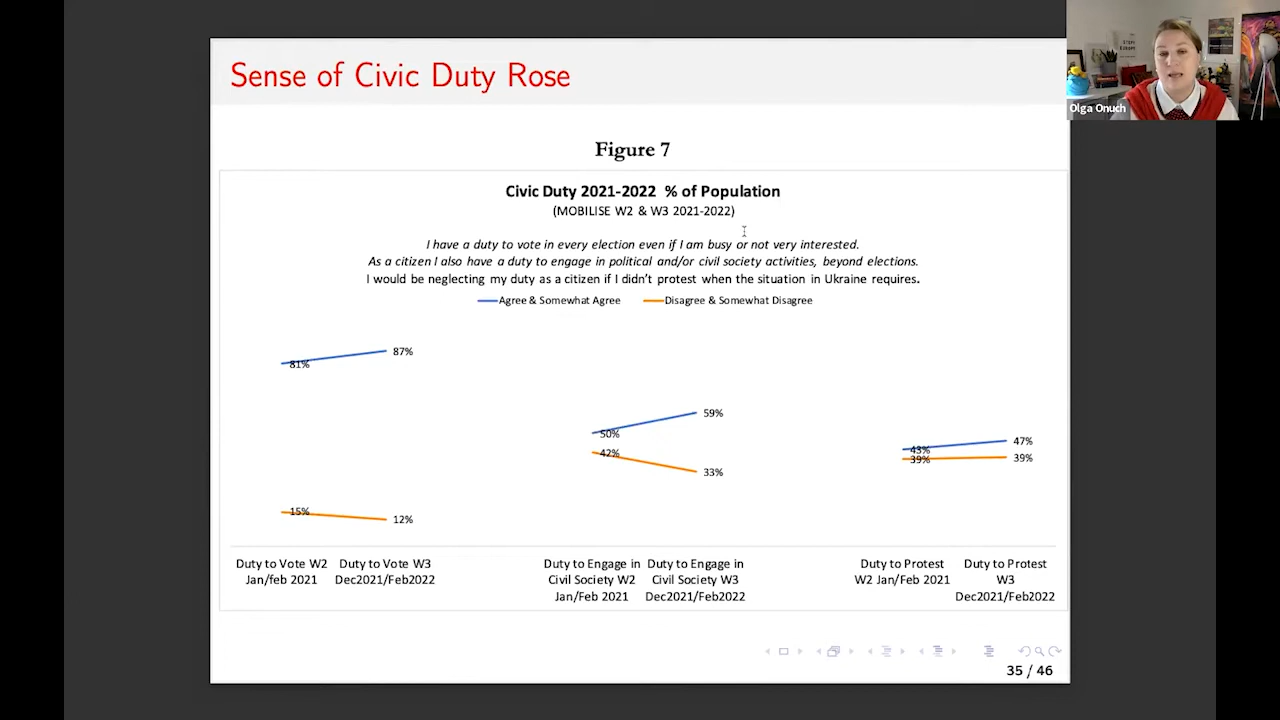 Sense of Civic Duty Rose
Olga Onuch
Figure 7
Civic Duty 2021-2022 % of Population
(MOBILISE W2 & W3 2021-2022)
I have a duty to vote in every election even if I am busy or not very interested.
As a citizen I also have a duty to engage in political and/or civil society activities, beyond elections.
I would be neglecting my duty as a citizen if I didn't protest when the situation in Ukraine requires.
Agree & Somewhat Agree Disagree & Somewhat Disagree
81% 87%
50% 59%
42% 33%
43% 47%
39% 39%
15% 12%
Duty to Vote W2 Jan/feb 2021
Duty to Vote W3 Dec2021/Feb2022
Duty to Engage in Civil Society W2 Jan/Feb 2021
Duty to Engage in Civil Society W3 Dec2021/Feb2022
Duty to Protest W2 Jan/Feb 2021
Duty to Protest W3 Dec2021/Feb2022
35 / 46